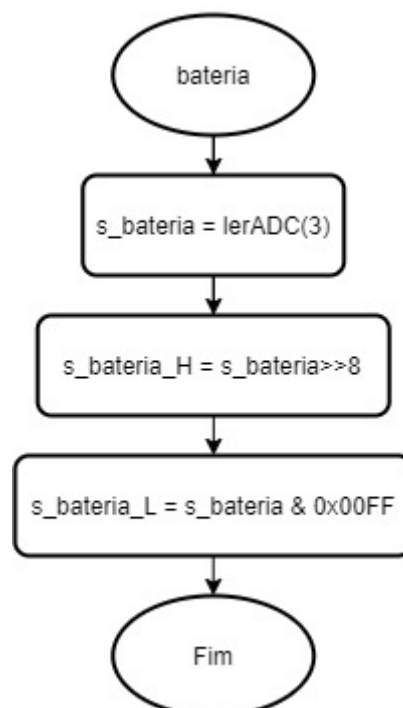 bateria
s_bateria = lerADC(3)
s_bateria_H = s_bateria>>8
s_bateria_L = s_bateria & 0x00FF
Fim